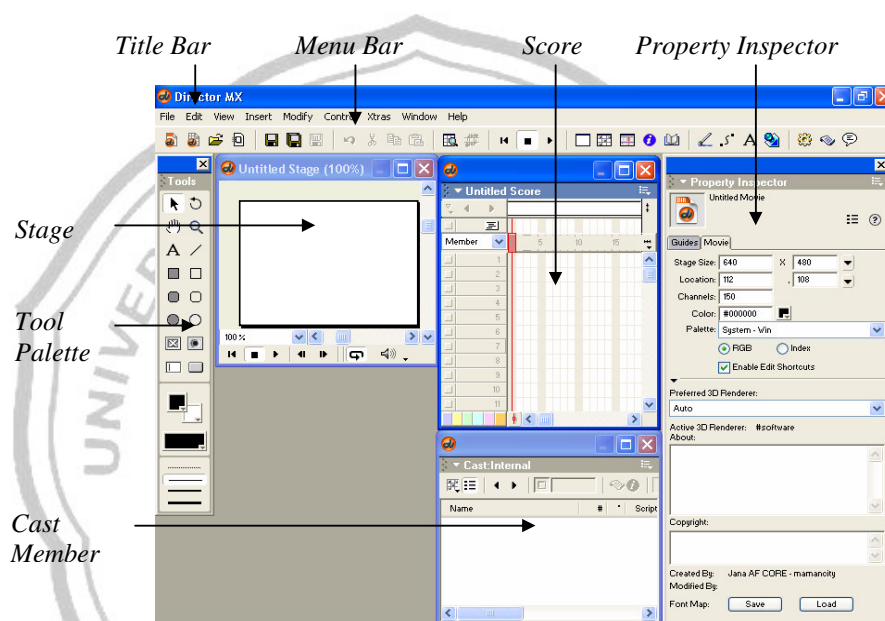 Title Bar Menu Bar Score Property Inspector
Director MX
File Edit View Insert Modify Control Xtras Window Help
Tools
Untitled Stage (100%)
100%
Untitled Score
Member 5 10 15
1
2
3
4
5
6
7
8
9
10
11
Cast:Internal
Name # Script
Property Inspector
Untitled Movie
Guides Movie
Stage Size: 640 X 480
Location: 112 , 108
Channels: 150
Color: #000000
Palette: System - Win
RGB Index
Enable Edit Shortcuts
Preferred 3D Renderer:
Auto
Active 3D Renderer: #software
About:
Copyright:
Created By: Jana AF CORE - mamancity
Modified By:
Font Map: Save Load
Stage
Tool
Palette
Cast
Member
UNIVER